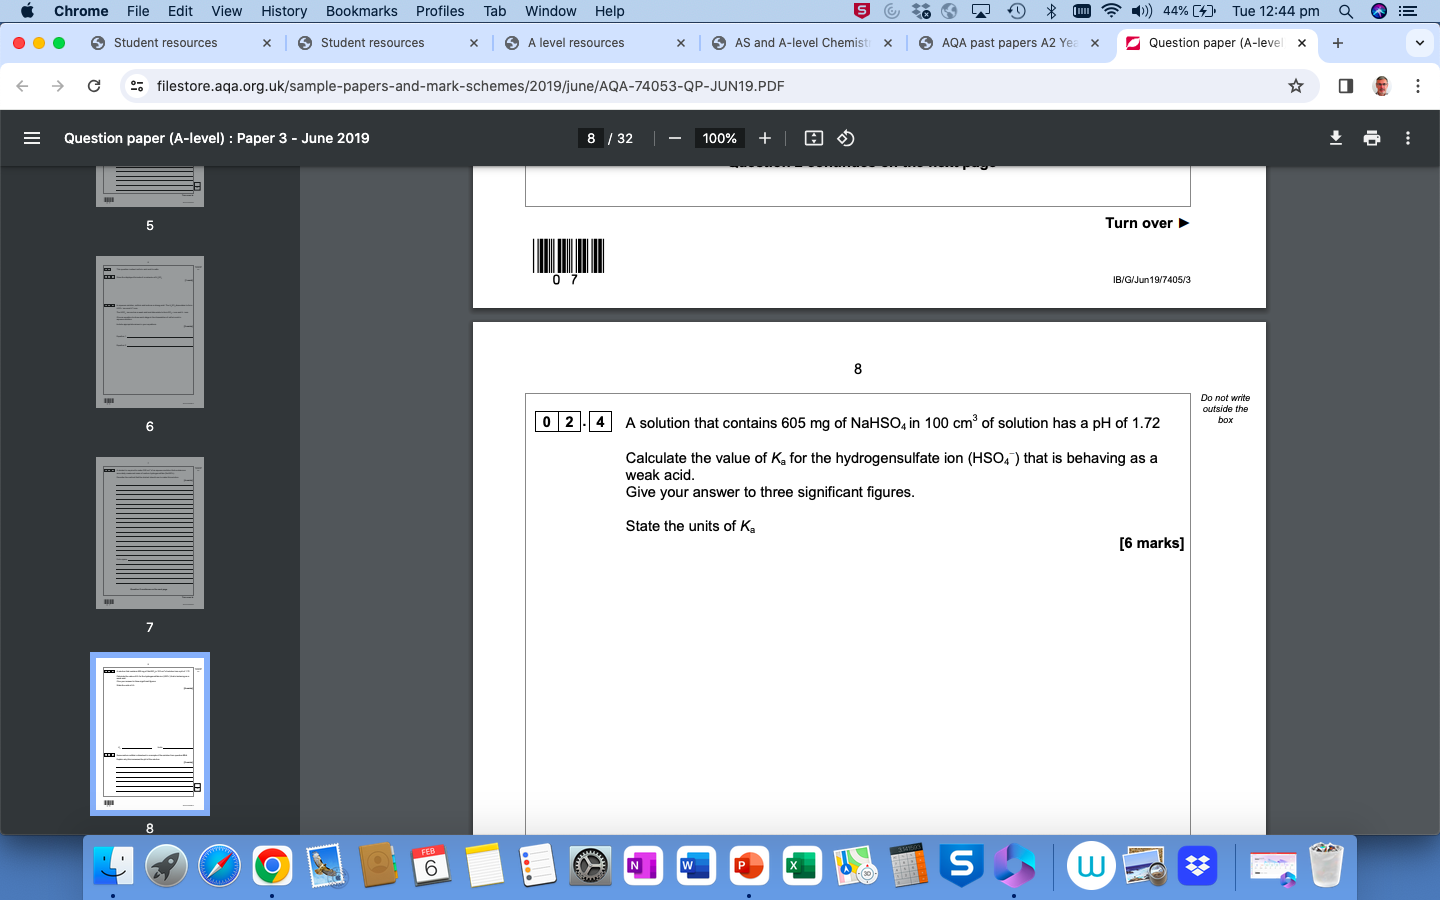 Chrome File Edit View History Bookmarks Profiles Tab Window Help 44% Tue 12:44 pm
Student resources Student resources A level resources AS and A-level Chemist AQA past papers A2 Yea Question paper (A-level
filestore.aqa.org.uk/sample-papers-and-mark-schemes/2019/june/AQA-74053-QP-JUN19.PDF
Question paper (A-level) : Paper 3 - June 2019 8 / 32 100%
5
6
7
8
Turn over ►
0 7
IB/G/Jun19/7405/3
8
Do not write
outside the
box
0 2 . 4 A solution that contains 605 mg of NaHSO₄ in 100 cm³ of solution has a pH of 1.72
Calculate the value of Kₐ for the hydrogensulfate ion (HSO₄⁻) that is behaving as a
weak acid.
Give your answer to three significant figures.
State the units of Kₐ
[6 marks]
FEB
6